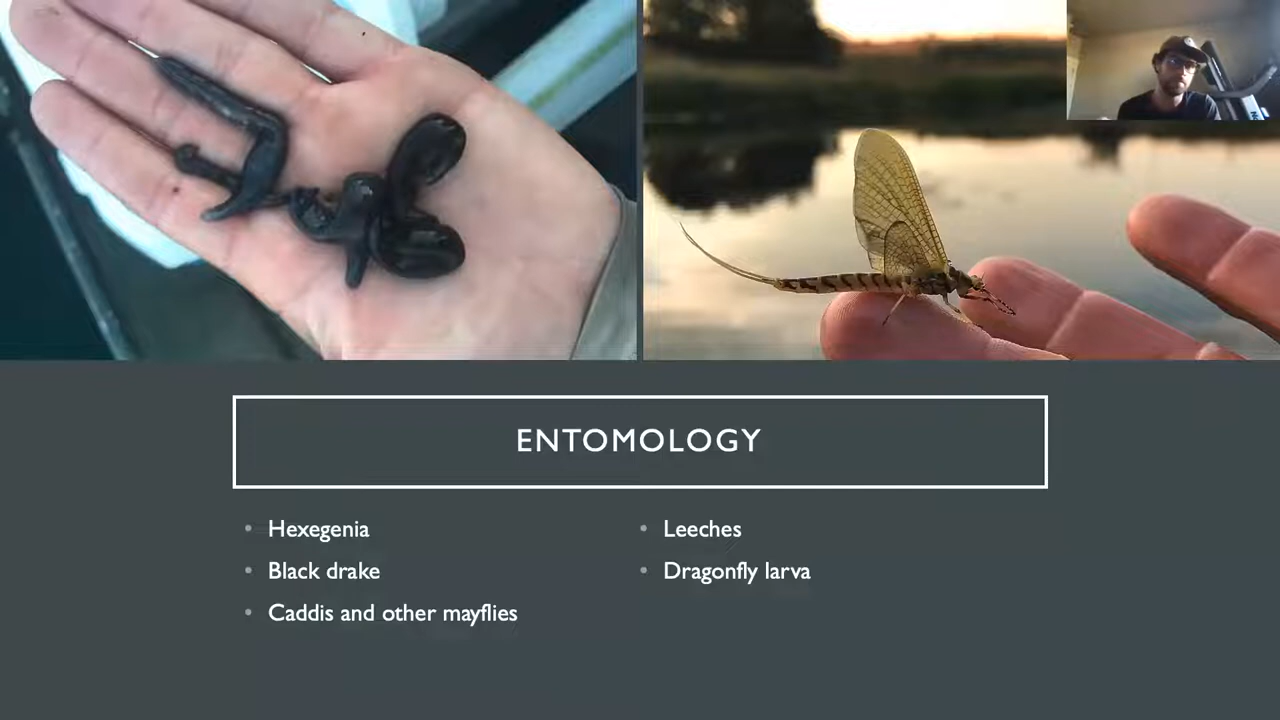 ENTOMOLOGY
Hexegenia
Black drake
Caddis and other mayflies
Leeches
Dragonfly larva